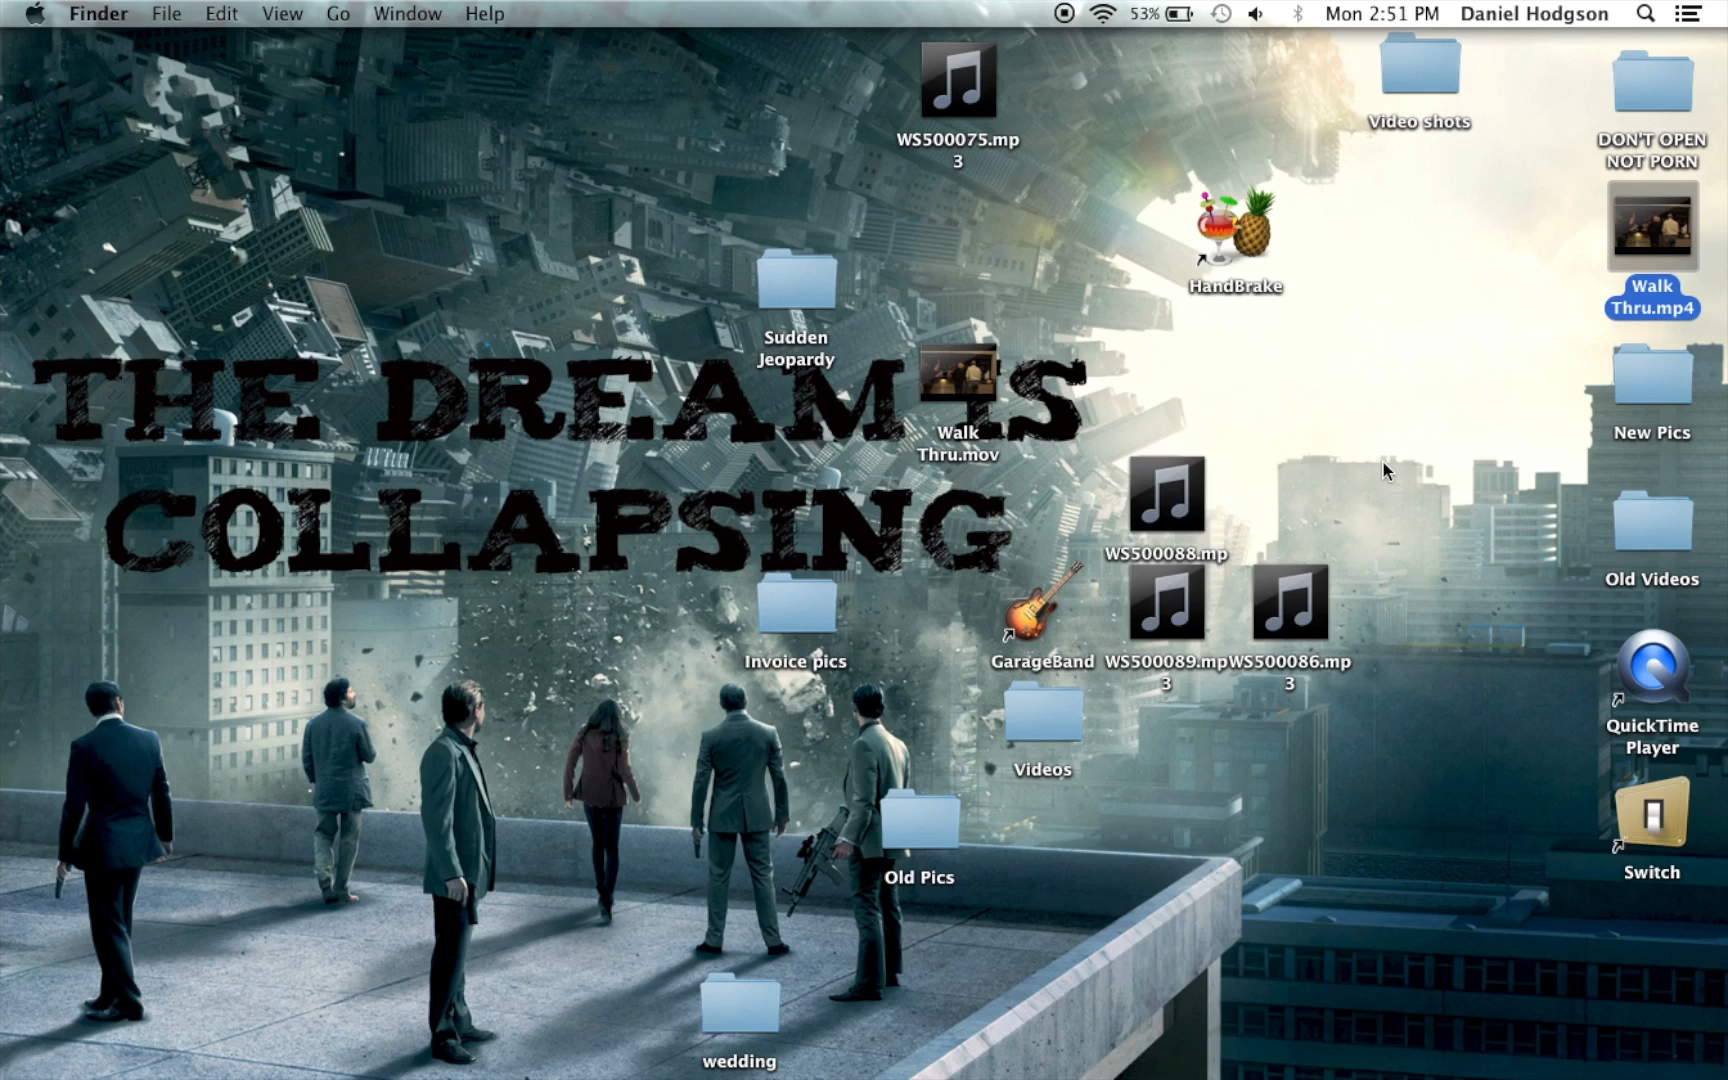 Finder File Edit View Go Window Help 53% Mon 2:51 PM Daniel Hodgson
WS500075.mp
3
Video shots
DON'T OPEN
NOT PORN
HandBrake
Walk
Thru.mp4
Sudden
Jeopardy
THE DREAM IS
COLLAPSING
Walk
Thru.mov
New Pics
WS500088.mp
Old Videos
Invoice pics
GarageBand
WS500089.mp
3
WS500086.mp
3
QuickTime
Player
Videos
Old Pics
Switch
wedding